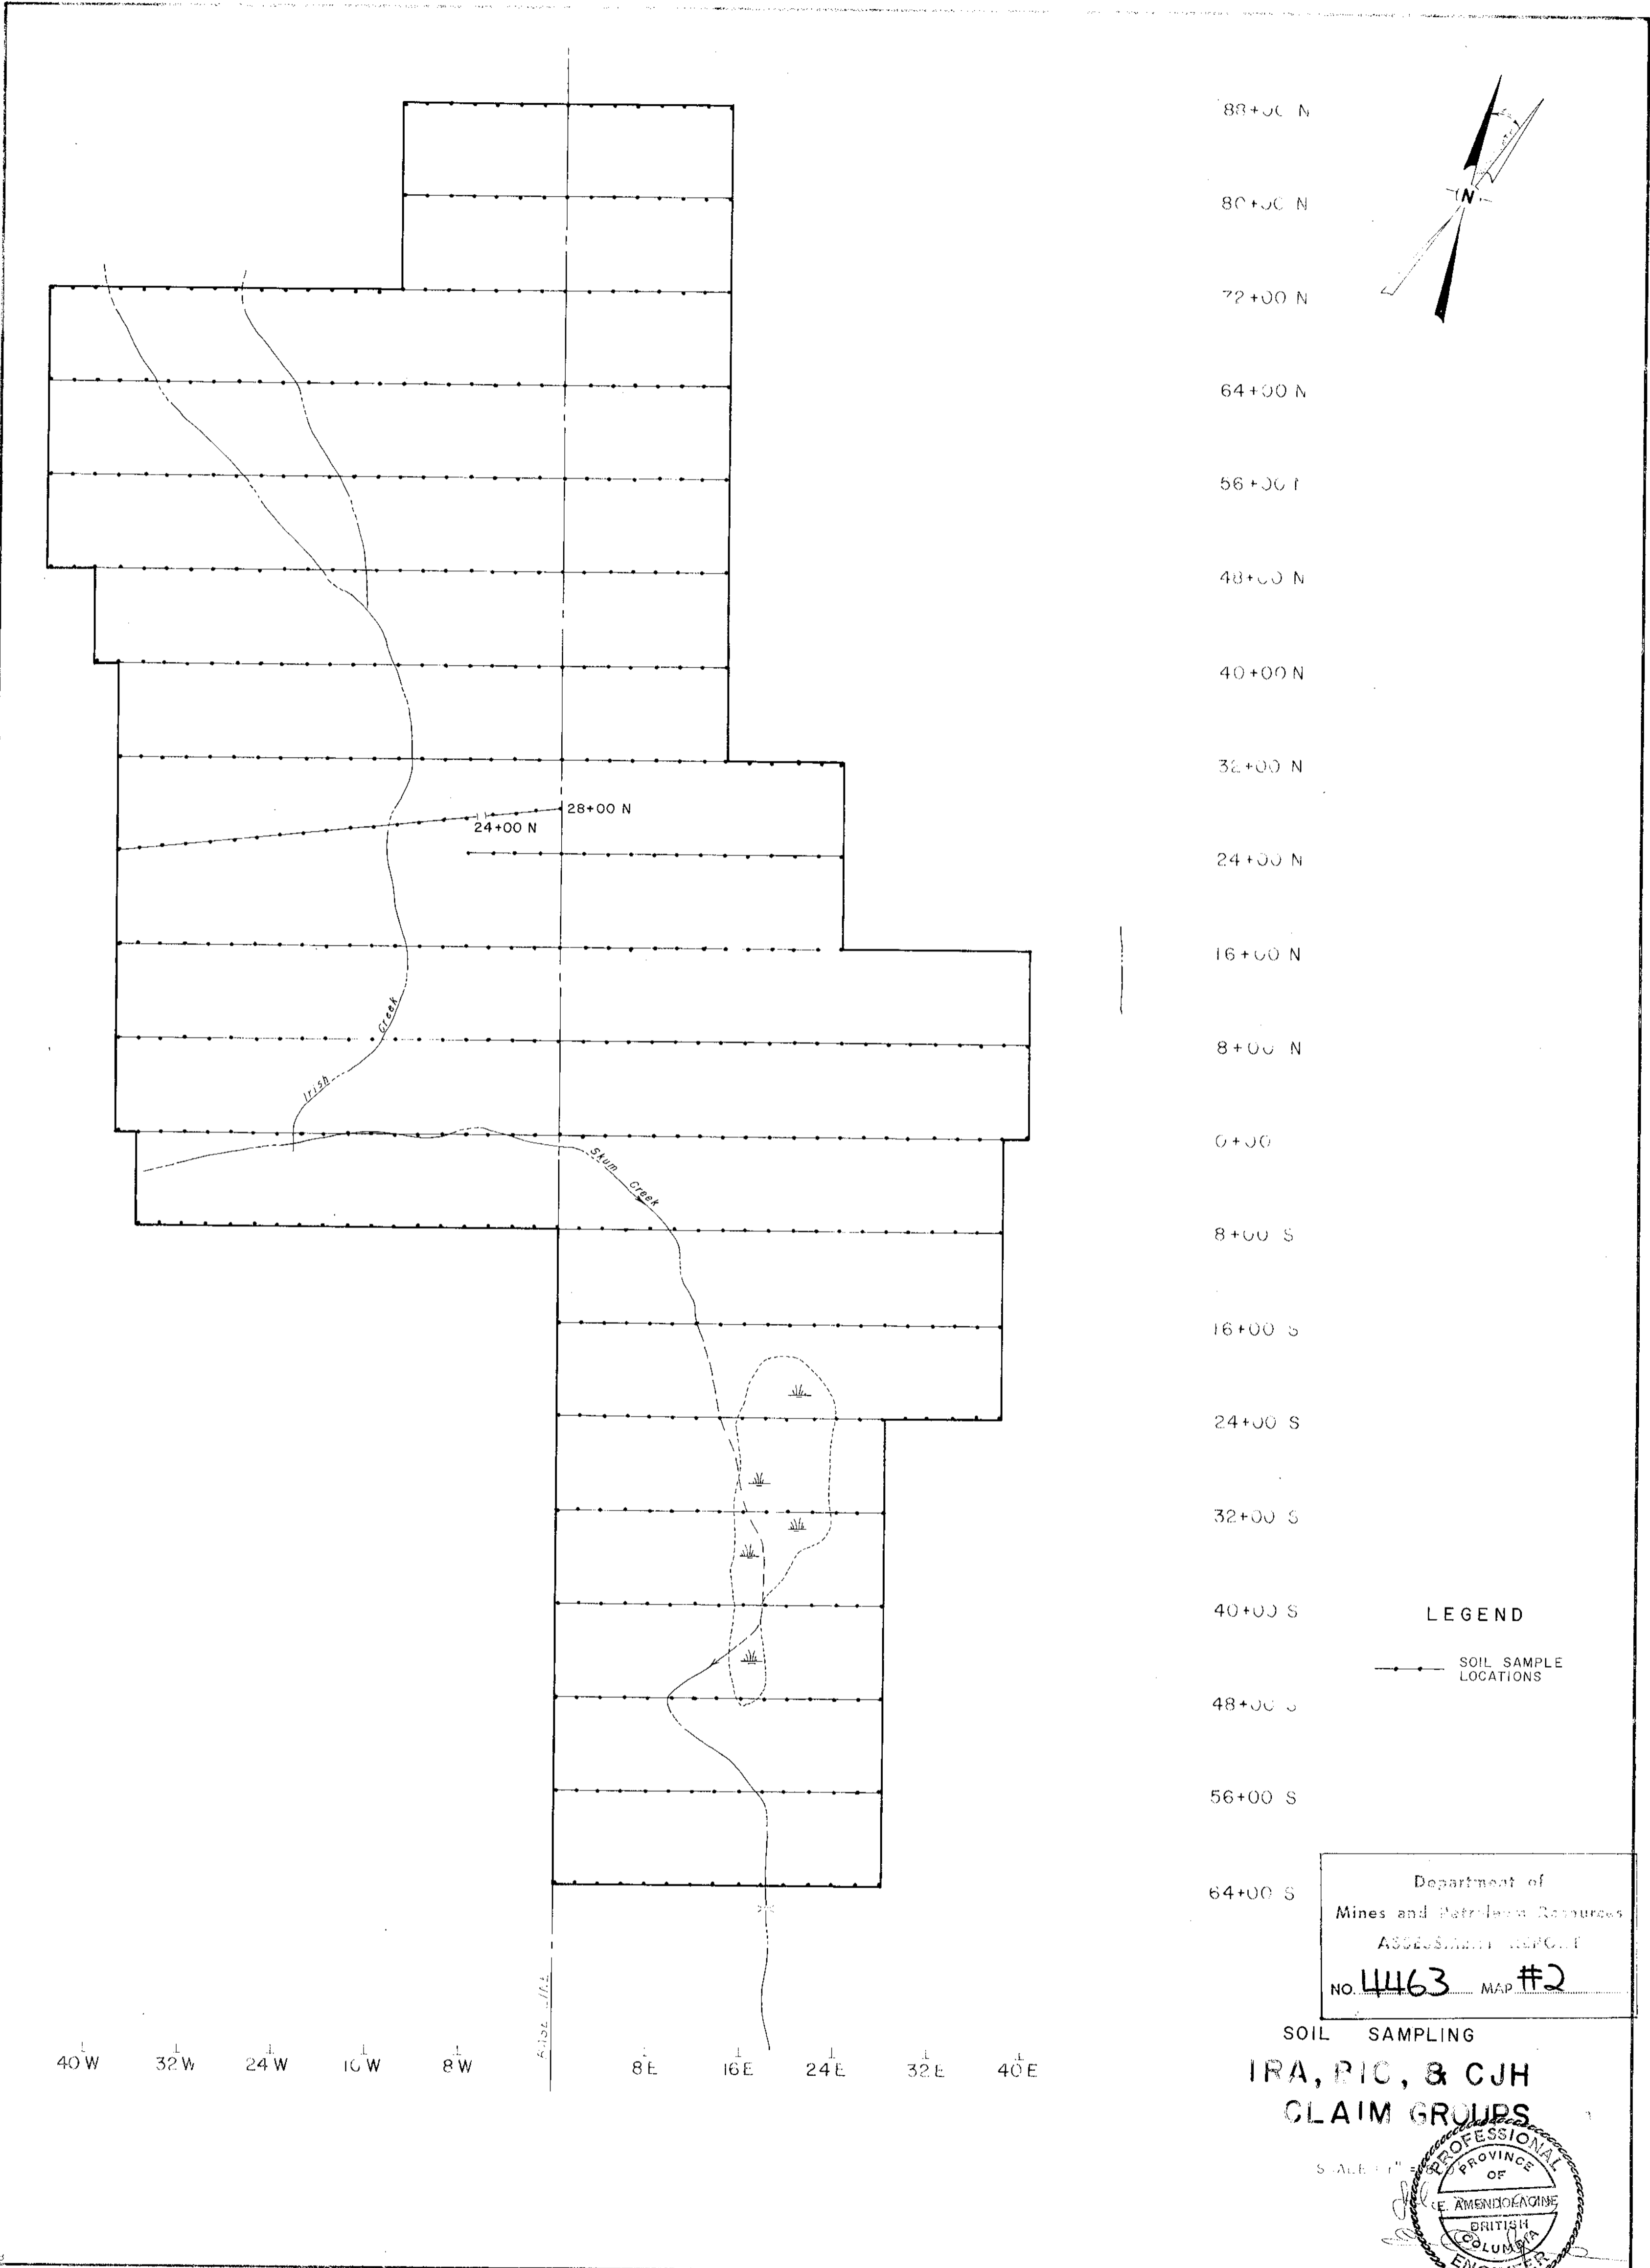 88+00 N
80+00 N
N
72+00 N
64+00 N
56+00
48+00 N
40+00 N
32+00 N
28+00 N
24+00 N
24+00 N
16+00 N
Creek
8+00 N
Irish
0+00
Skum
Creek
8+00 S
16+00 S
24+00 S
32+00 S
40+00 S
LEGEND
SOIL SAMPLE
LOCATIONS
48+00 S
56+00 S
64+00 S
Department of
Mines and Petroleum Resources
ASSESSMENT REPORT
NO. 4463 MAP #2
40W 32W 24W 16W 8W 8E 16E 24E 32E 40E
SOIL SAMPLING
IRA, & CJH
CLAIM GROUPS
SCALE 1" =
PROFESSIONAL
PROVINCE
OF
E.
BRITISH
COLUMBIA
ENGINEER